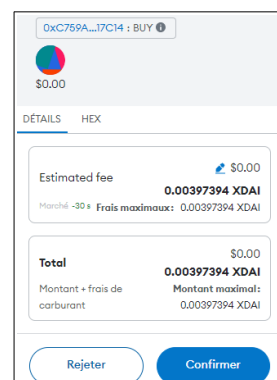 0xC759A...17C14 : BUY
$0.00
DÉTAILS HEX
Estimated fee
$0.00
0.00397394 XDAI
Marché ~30 s Frais maximaux: 0.00397394 XDAI
Total
$0.00
0.00397394 XDAI
Montant + frais de carburant
Montant maximal:
0.00397394 XDAI
Rejeter
Confirmer